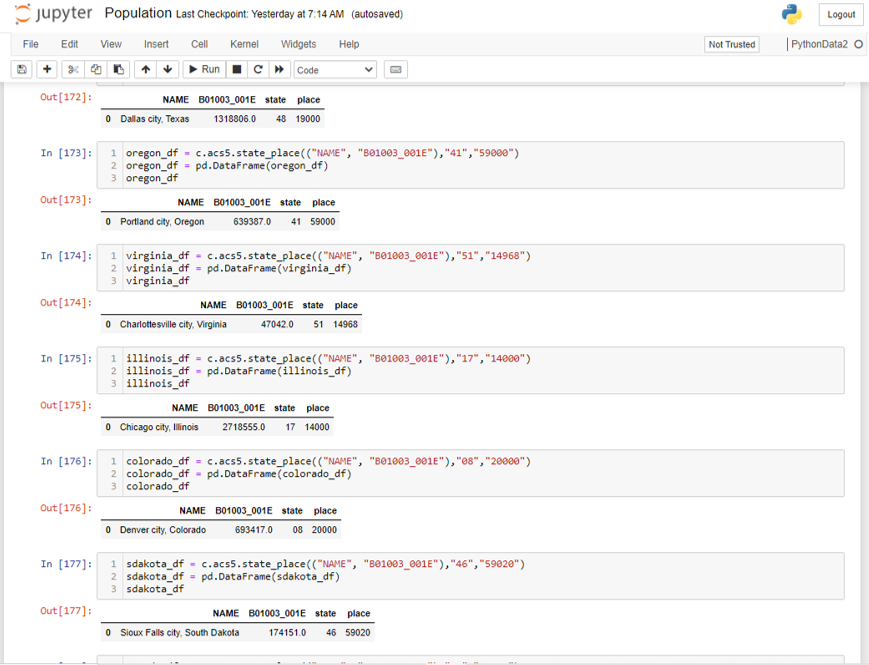 jupyter Population Last Checkpoint: Yesterday at 7:14 AM (autosaved) Logout
File Edit View Insert Cell Kernel Widgets Help Not Trusted PythonData2
Run Code
Out[172]:
NAME B01003_001E state place
0 Dallas city, Texas 1318806.0 48 19000
In [173]: 1 oregon_df = c.acs5.state_place(("NAME", "B01003_001E"),"41","59000")
2 oregon_df = pd.DataFrame(oregon_df)
3 oregon_df
Out[173]:
NAME B01003_001E state place
0 Portland city, Oregon 639387.0 41 59000
In [174]: 1 virginia_df = c.acs5.state_place(("NAME", "B01003_001E"),"51","14968")
2 virginia_df = pd.DataFrame(virginia_df)
3 virginia_df
Out[174]:
NAME B01003_001E state place
0 Charlottesville city, Virginia 47042.0 51 14968
In [175]: 1 illinois_df = c.acs5.state_place(("NAME", "B01003_001E"),"17","14000")
2 illinois_df = pd.DataFrame(illinois_df)
3 illinois_df
Out[175]:
NAME B01003_001E state place
0 Chicago city, Illinois 2718555.0 17 14000
In [176]: 1 colorado_df = c.acs5.state_place(("NAME", "B01003_001E"),"08","20000")
2 colorado_df = pd.DataFrame(colorado_df)
3 colorado_df
Out[176]:
NAME B01003_001E state place
0 Denver city, Colorado 693417.0 08 20000
In [177]: 1 sdakota_df = c.acs5.state_place(("NAME", "B01003_001E"),"46","59020")
2 sdakota_df = pd.DataFrame(sdakota_df)
3 sdakota_df
Out[177]:
NAME B01003_001E state place
0 Sioux Falls city, South Dakota 174151.0 46 59020